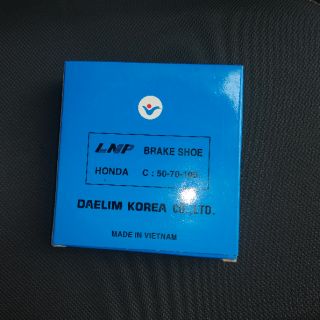 LNP BRAKE SHOE
HONDA C : 50-70-100
DAELIM KOREA CO.,LTD.
MADE IN VIETNAM